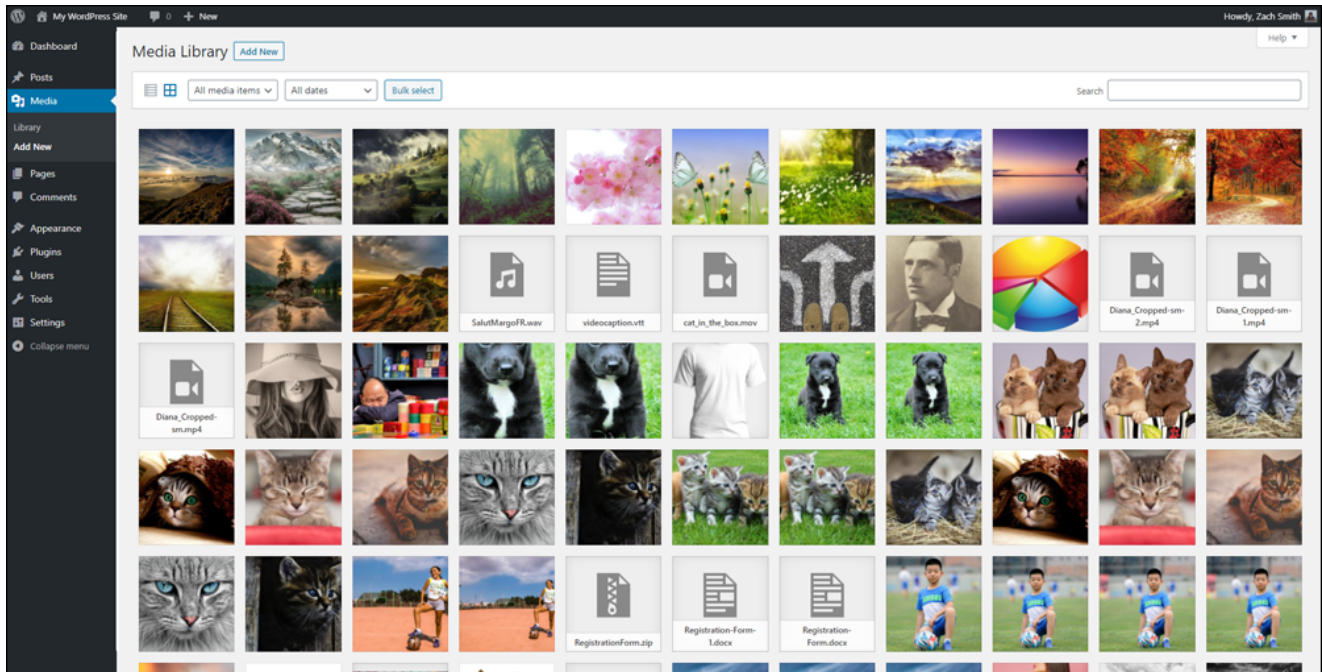 My WordPress Site
0
New
Howdy, Zach Smith
Dashboard
Posts
Media
Library
Add New
Pages
Comments
Appearance
Plugins
Users
Tools
Settings
Collapse menu
Help
Media Library
Add New
All media items
All dates
Bulk select
Search
SalutMargoFR.wav
videocaption.vtt
cat_in_the_box.mov
Diana_Cropped-sm-
2.mp4
Diana_Cropped-sm-
1.mp4
Diana_Cropped-
sm.mp4
RegistrationForm.zip
Registration-Form-
1.docx
Registration-
Form.docx